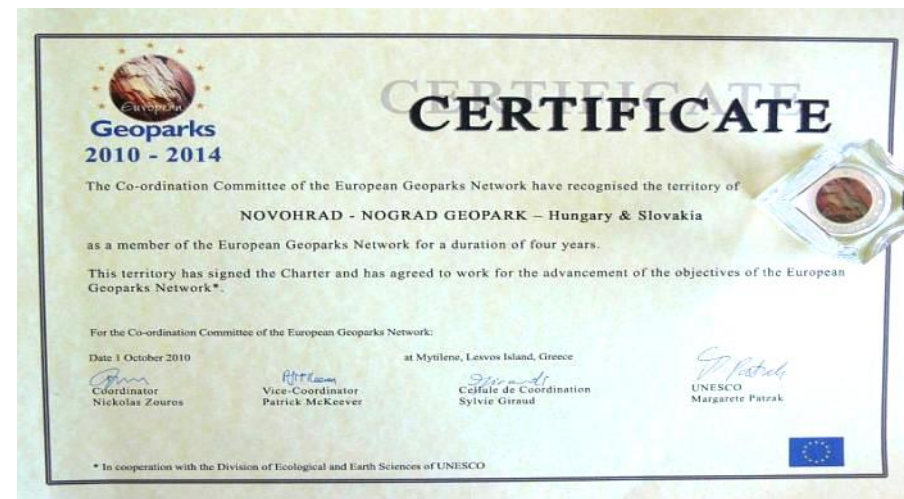 European
Geoparks
2010 - 2014
CERTIFICATE
The Co-ordination Committee of the European Geoparks Network have recognised the territory of
NOVOHRAD - NOGRAD GEOPARK – Hungary & Slovakia
as a member of the European Geoparks Network for a duration of four years.
This territory has signed the Charter and has agreed to work for the advancement of the objectives of the European
Geoparks Network*.
For the Co-ordination Committee of the European Geoparks Network:
Date 1 October 2010 at Mytilene, Lesvos Island, Greece
Coordinator Vice-Coordinator Cellule de Coordination UNESCO
Nickolas Zouros Patrick McKeever Sylvie Giraud Margarete Patzak
* In cooperation with the Division of Ecological and Earth Sciences of UNESCO